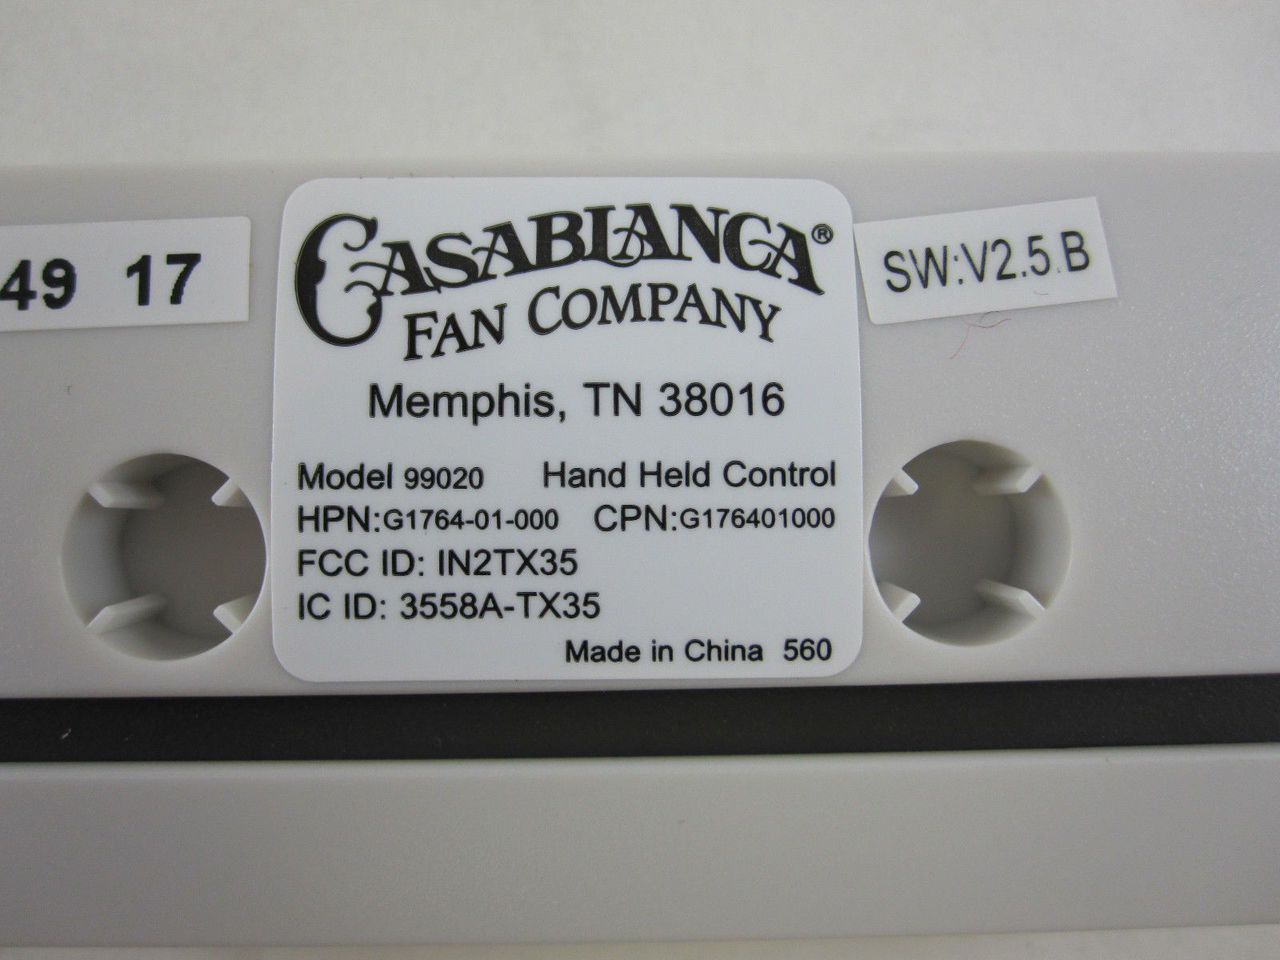 49 17
CASABLANCA®
FAN COMPANY
Memphis, TN 38016
Model 99020 Hand Held Control
HPN:G1764-01-000 CPN:G176401000
FCC ID: IN2TX35
IC ID: 3558A-TX35
Made in China 560
SW:V2.5.B